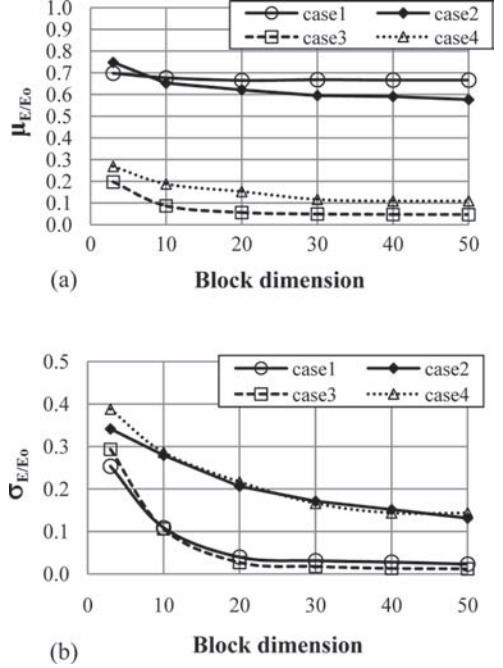 case1 case2
case3 case4
1.0
0.9
0.8
0.7
0.6
0.5
0.4
0.3
0.2
0.1
0.0
μE/Eo
0 10 20 30 40 50
(a) Block dimension
case1 case2
case3 case4
0.5
0.4
0.3
0.2
0.1
0.0
σE/Eo
0 10 20 30 40 50
(b) Block dimension